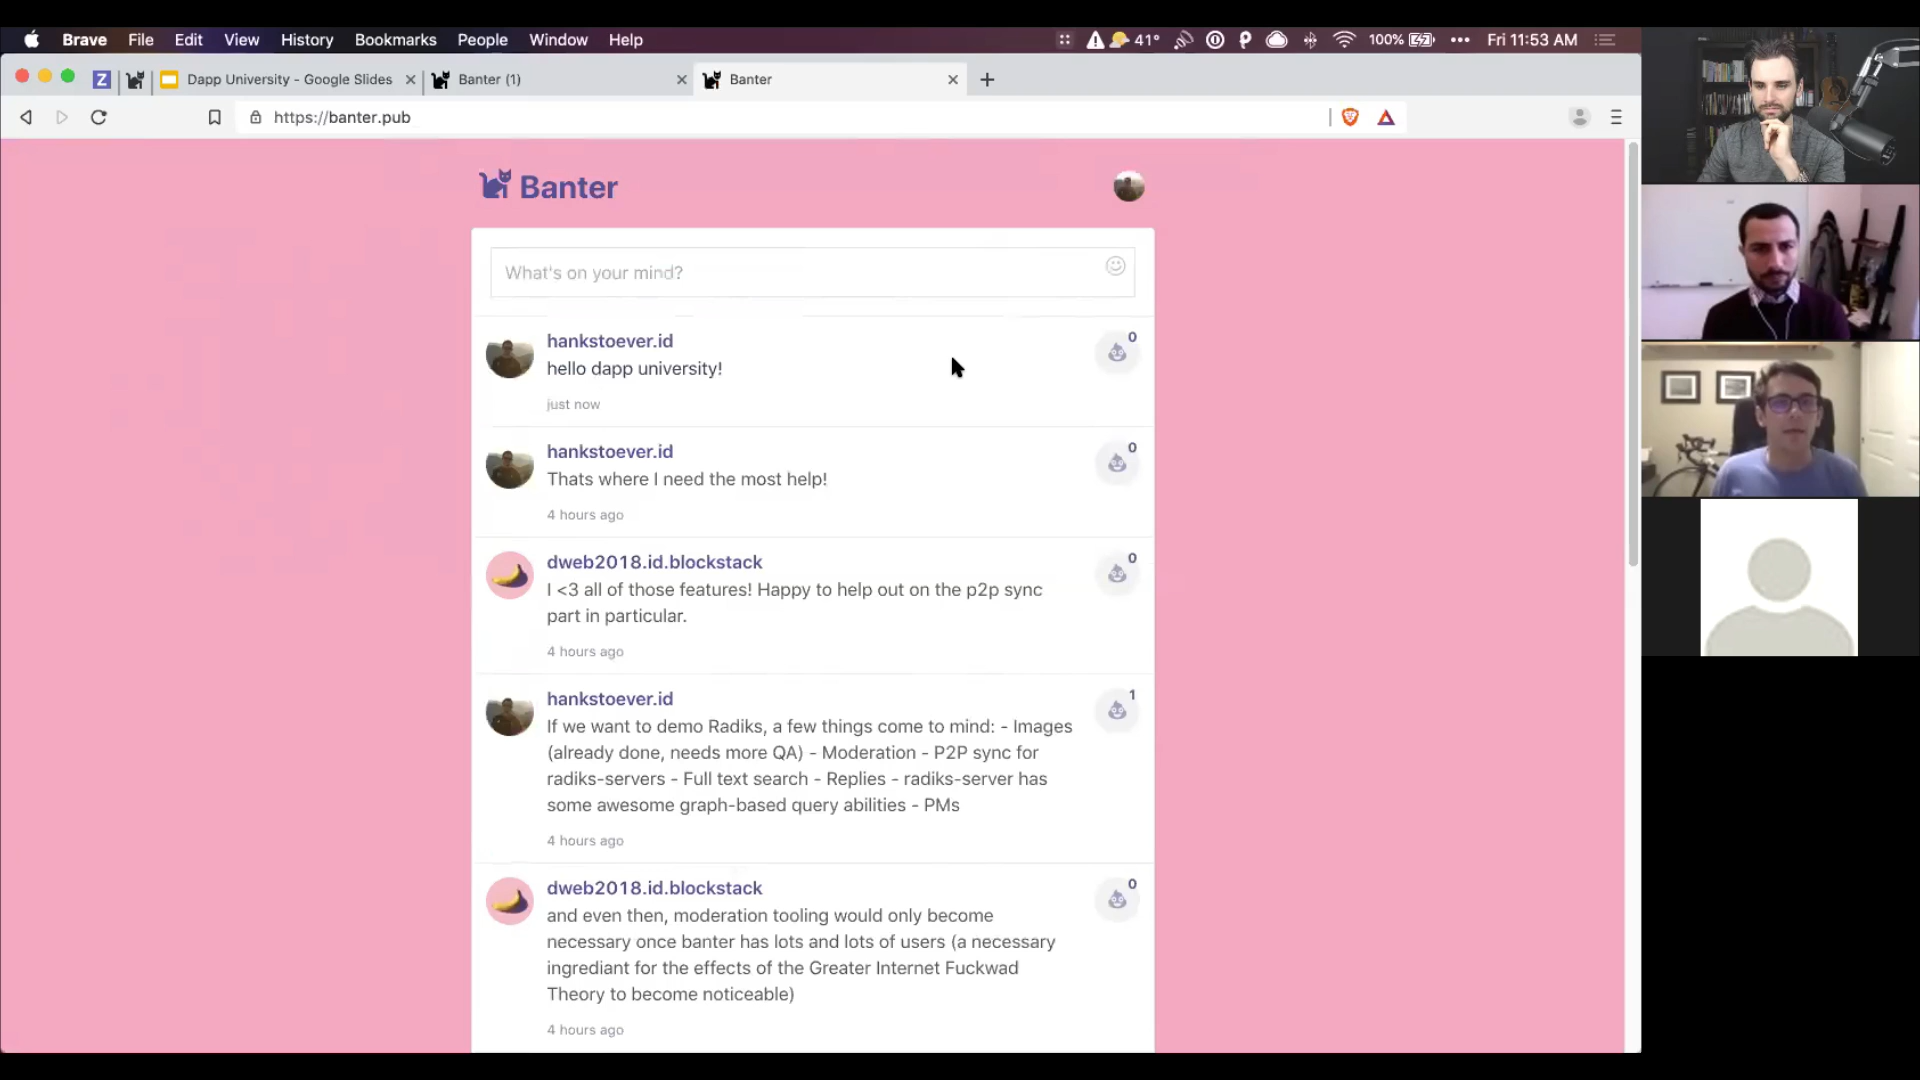 Brave File Edit View History Bookmarks People Window Help 41° 100% Fri 11:53 AM
Z Dapp University - Google Slides Banter (1) Banter
https://banter.pub
Banter
What's on your mind?
hankstoever.id 0
hello dapp university!
just now
hankstoever.id 0
Thats where I need the most help!
4 hours ago
dweb2018.id.blockstack 0
I <3 all of those features! Happy to help out on the p2p sync
part in particular.
4 hours ago
hankstoever.id 1
If we want to demo Radiks, a few things come to mind: - Images
(already done, needs more QA) - Moderation - P2P sync for
radiks-servers - Full text search - Replies - radiks-server has
some awesome graph-based query abilities - PMs
4 hours ago
dweb2018.id.blockstack 0
and even then, moderation tooling would only become
necessary once banter has lots and lots of users (a necessary
ingrediant for the effects of the Greater Internet Fuckwad
Theory to become noticeable)
4 hours ago